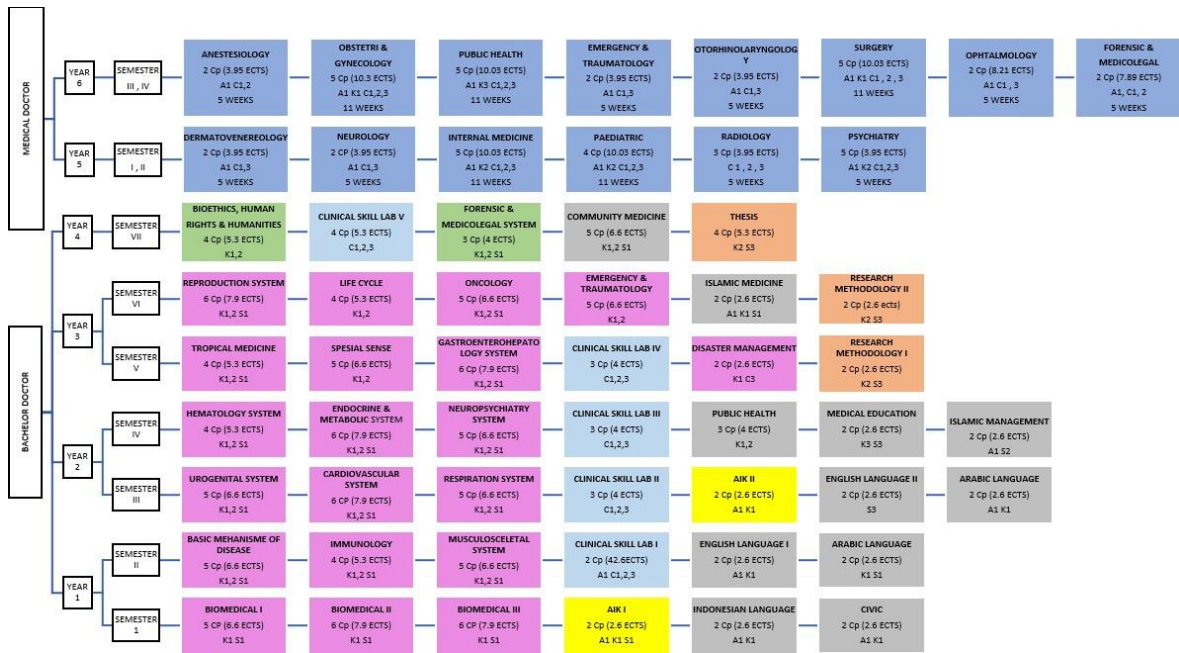 MEDICAL DOCTOR
YEAR
6
SEMESTER
III , IV
ANESTESIOLOGY
2 Cp (3.95 ECTS)
A1 C1,2
5 WEEKS
OBSTETRI &
GYNECOLOGY
5 Cp (10.3 ECTS)
A1 K1 C1,2,3
11 WEEKS
PUBLIC HEALTH
5 Cp (10.03 ECTS)
A1 K3 C1,2,3
11 WEEKS
EMERGENCY &
TRAUMATOLOGY
2 Cp (3.95 ECTS)
A1 C1,3
5 WEEKS
OTORHINOLARYNGOLOG
Y
2 Cp (3.95 ECTS)
A1 C1,3
5 WEEKS
SURGERY
5 Cp (10.03 ECTS)
A1 K1 C1 , 2 , 3
11 WEEKS
OPHTALMOLOGY
2 Cp (8.21 ECTS)
A1 C1 , 3
5 WEEKS
FORENSIC &
MEDICOLEGAL
2 Cp (7.89 ECTS)
A1, C1, 2
5 WEEKS
YEAR
5
SEMESTER
I , II
DERMATOVENEREOLOGY
2 Cp (3.95 ECTS)
A1 C1,3
5 WEEKS
NEUROLOGY
2 CP (3.95 ECTS)
A1 C1,3
5 WEEKS
INTERNAL MEDICINE
5 Cp (10.03 ECTS)
A1 K2 C1,2,3
11 WEEKS
PAEDIATRIC
4 Cp (10.03 ECTS)
A1 K2 C1,2,3
11 WEEKS
RADIOLOGY
3 Cp (3.95 ECTS)
C 1 , 2 , 3
5 WEEKS
PSYCHIATRY
5 Cp (3.95 ECTS)
A1 K2 C1,2,3
5 WEEKS
BACHELOR DOCTOR
YEAR
4
SEMESTER
VII
BIOETHICS, HUMAN
RIGHTS & HUMANITIES
4 Cp (5.3 ECTS)
K1,2
CLINICAL SKILL LAB V
4 Cp (5.3 ECTS)
C1,2,3
FORENSIC &
MEDICOLEGAL SYSTEM
3 Cp (4 ECTS)
K1,2 S1
COMMUNITY MEDICINE
5 Cp (6.6 ECTS)
K1,2 S1
THESIS
4 Cp (5.3 ECTS)
K2 S3
YEAR
3
SEMESTER
VI
REPRODUCTION SYSTEM
6 Cp (7.9 ECTS)
K1,2 S1
LIFE CYCLE
4 Cp (5.3 ECTS)
K1,2
ONCOLOGY
5 Cp (6.6 ECTS)
K1,2 S1
EMERGENCY &
TRAUMATOLOGY
5 Cp (6.6 ECTS)
K1,2
ISLAMIC MEDICINE
2 Cp (2.6 ECTS)
A1 K1 S1
RESEARCH
METHODOLOGY II
2 Cp (2.6 ects)
K2 S3
SEMESTER
V
TROPICAL MEDICINE
4 Cp (5.3 ECTS)
K1,2 S1
SPESIAL SENSE
5 Cp (6.6 ECTS)
K1,2
GASTROENTEROHEPATO
LOGY SYSTEM
6 Cp (7.9 ECTS)
K1,2 S1
CLINICAL SKILL LAB IV
3 Cp (4 ECTS)
C1,2,3
DISASTER MANAGEMENT
2 Cp (2.6 ECTS)
K1 C3
RESEARCH
METHODOLOGY I
2 Cp (2.6 ECTS)
K2 S3
YEAR
2
SEMESTER
IV
HEMATOLOGY SYSTEM
4 Cp (5.3 ECTS)
K1,2 S1
ENDOCRINE &
METABOLIC SYSTEM
6 Cp (7.9 ECTS)
K1,2 S1
NEUROPSYCHIATRY
SYSTEM
5 Cp (6.6 ECTS)
K1,2 S1
CLINICAL SKILL LAB III
3 Cp (4 ECTS)
C1,2,3
PUBLIC HEALTH
3 Cp (4 ECTS)
K1,2
MEDICAL EDUCATION
2 Cp (2.6 ECTS)
K3 S3
ISLAMIC MANAGEMENT
2 Cp (2.6 ECTS)
A1 S2
SEMESTER
III
UROGENITAL SYSTEM
5 Cp (6.6 ECTS)
K1,2 S1
CARDIOVASCULAR
SYSTEM
6 CP (7.9 ECTS)
K1,2 S1
RESPIRATION SYSTEM
5 Cp (6.6 ECTS)
K1,2 S1
CLINICAL SKILL LAB II
3 Cp (4 ECTS)
C1,2,3
AIK II
2 Cp (2.6 ECTS)
A1 K1
ENGLISH LANGUAGE II
2 Cp (2.6 ECTS)
S3
ARABIC LANGUAGE
2 Cp (2.6 ECTS)
A1 K1
YEAR
1
SEMESTER
II
BASIC MEHANISME OF
DISEASE
5 Cp (6.6 ECTS)
K1,2 S1
IMMUNOLOGY
4 Cp (5.3 ECTS)
K1,2 S1
MUSCULOSCELETAL
SYSTEM
5 Cp (6.6 ECTS)
K1,2 S1
CLINICAL SKILL LAB I
2 Cp (42.6ECTS)
A1 C1,2,3
ENGLISH LANGUAGE I
2 Cp (2.6 ECTS)
A1 K1
ARABIC LANGUAGE
2 Cp (2.6 ECTS)
K1 S1
SEMESTER
1
BIOMEDICAL I
5 CP (6.6 ECTS)
K1 S1
BIOMEDICAL II
6 Cp (7.9 ECTS)
K1 S1
BIOMEDICAL III
6 CP (7.9 ECTS)
K1 S1
AIK I
2 Cp (2.6 ECTS)
A1 K1 S1
INDONESIAN LANGUAGE
2 Cp (2.6 ECTS)
A1 K1
CIVIC
2 Cp (2.6 ECTS)
A1 K1